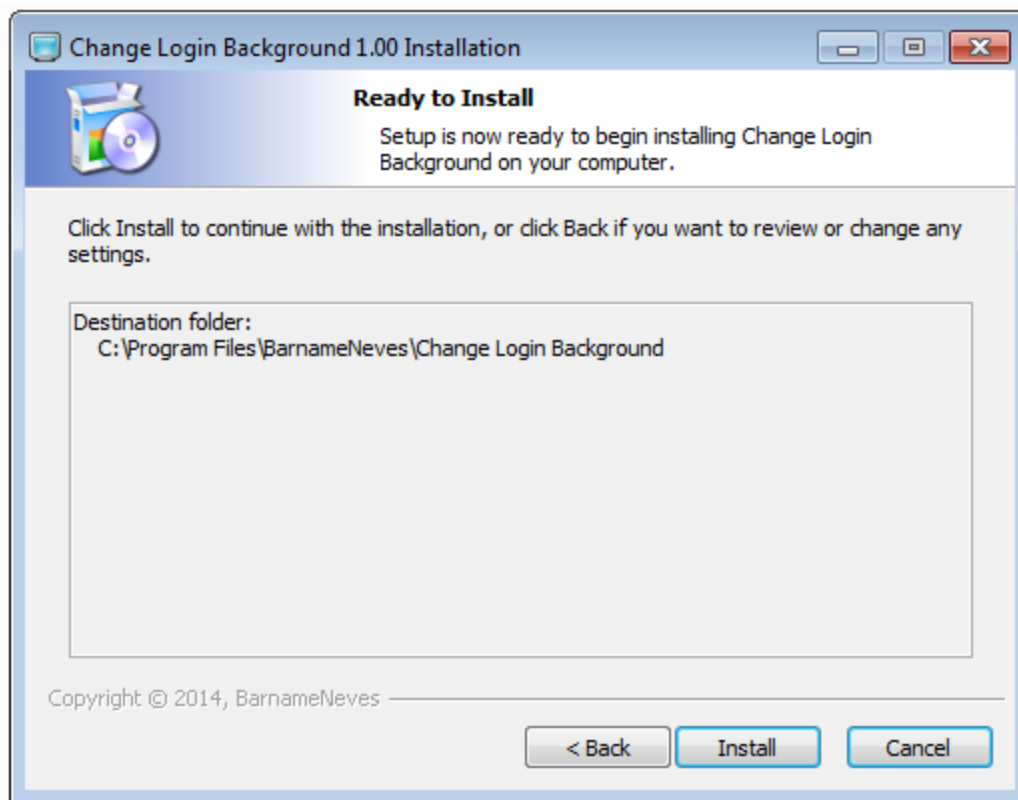 Change Login Background 1.00 Installation
Ready to Install
Setup is now ready to begin installing Change Login
Background on your computer.
Click Install to continue with the installation, or click Back if you want to review or change any
settings.
Destination folder:
C:\Program Files\BarnameNeves\Change Login Background
Copyright © 2014, BarnameNeves
< Back Install Cancel